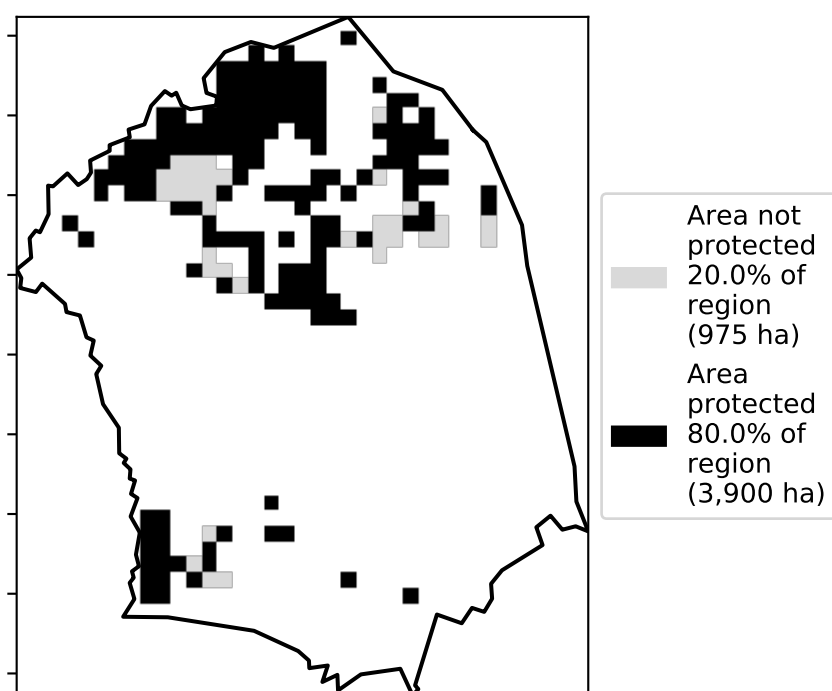 Area not
protected
20.0% of
region
(975 ha)
Area
protected
80.0% of
region
(3,900 ha)